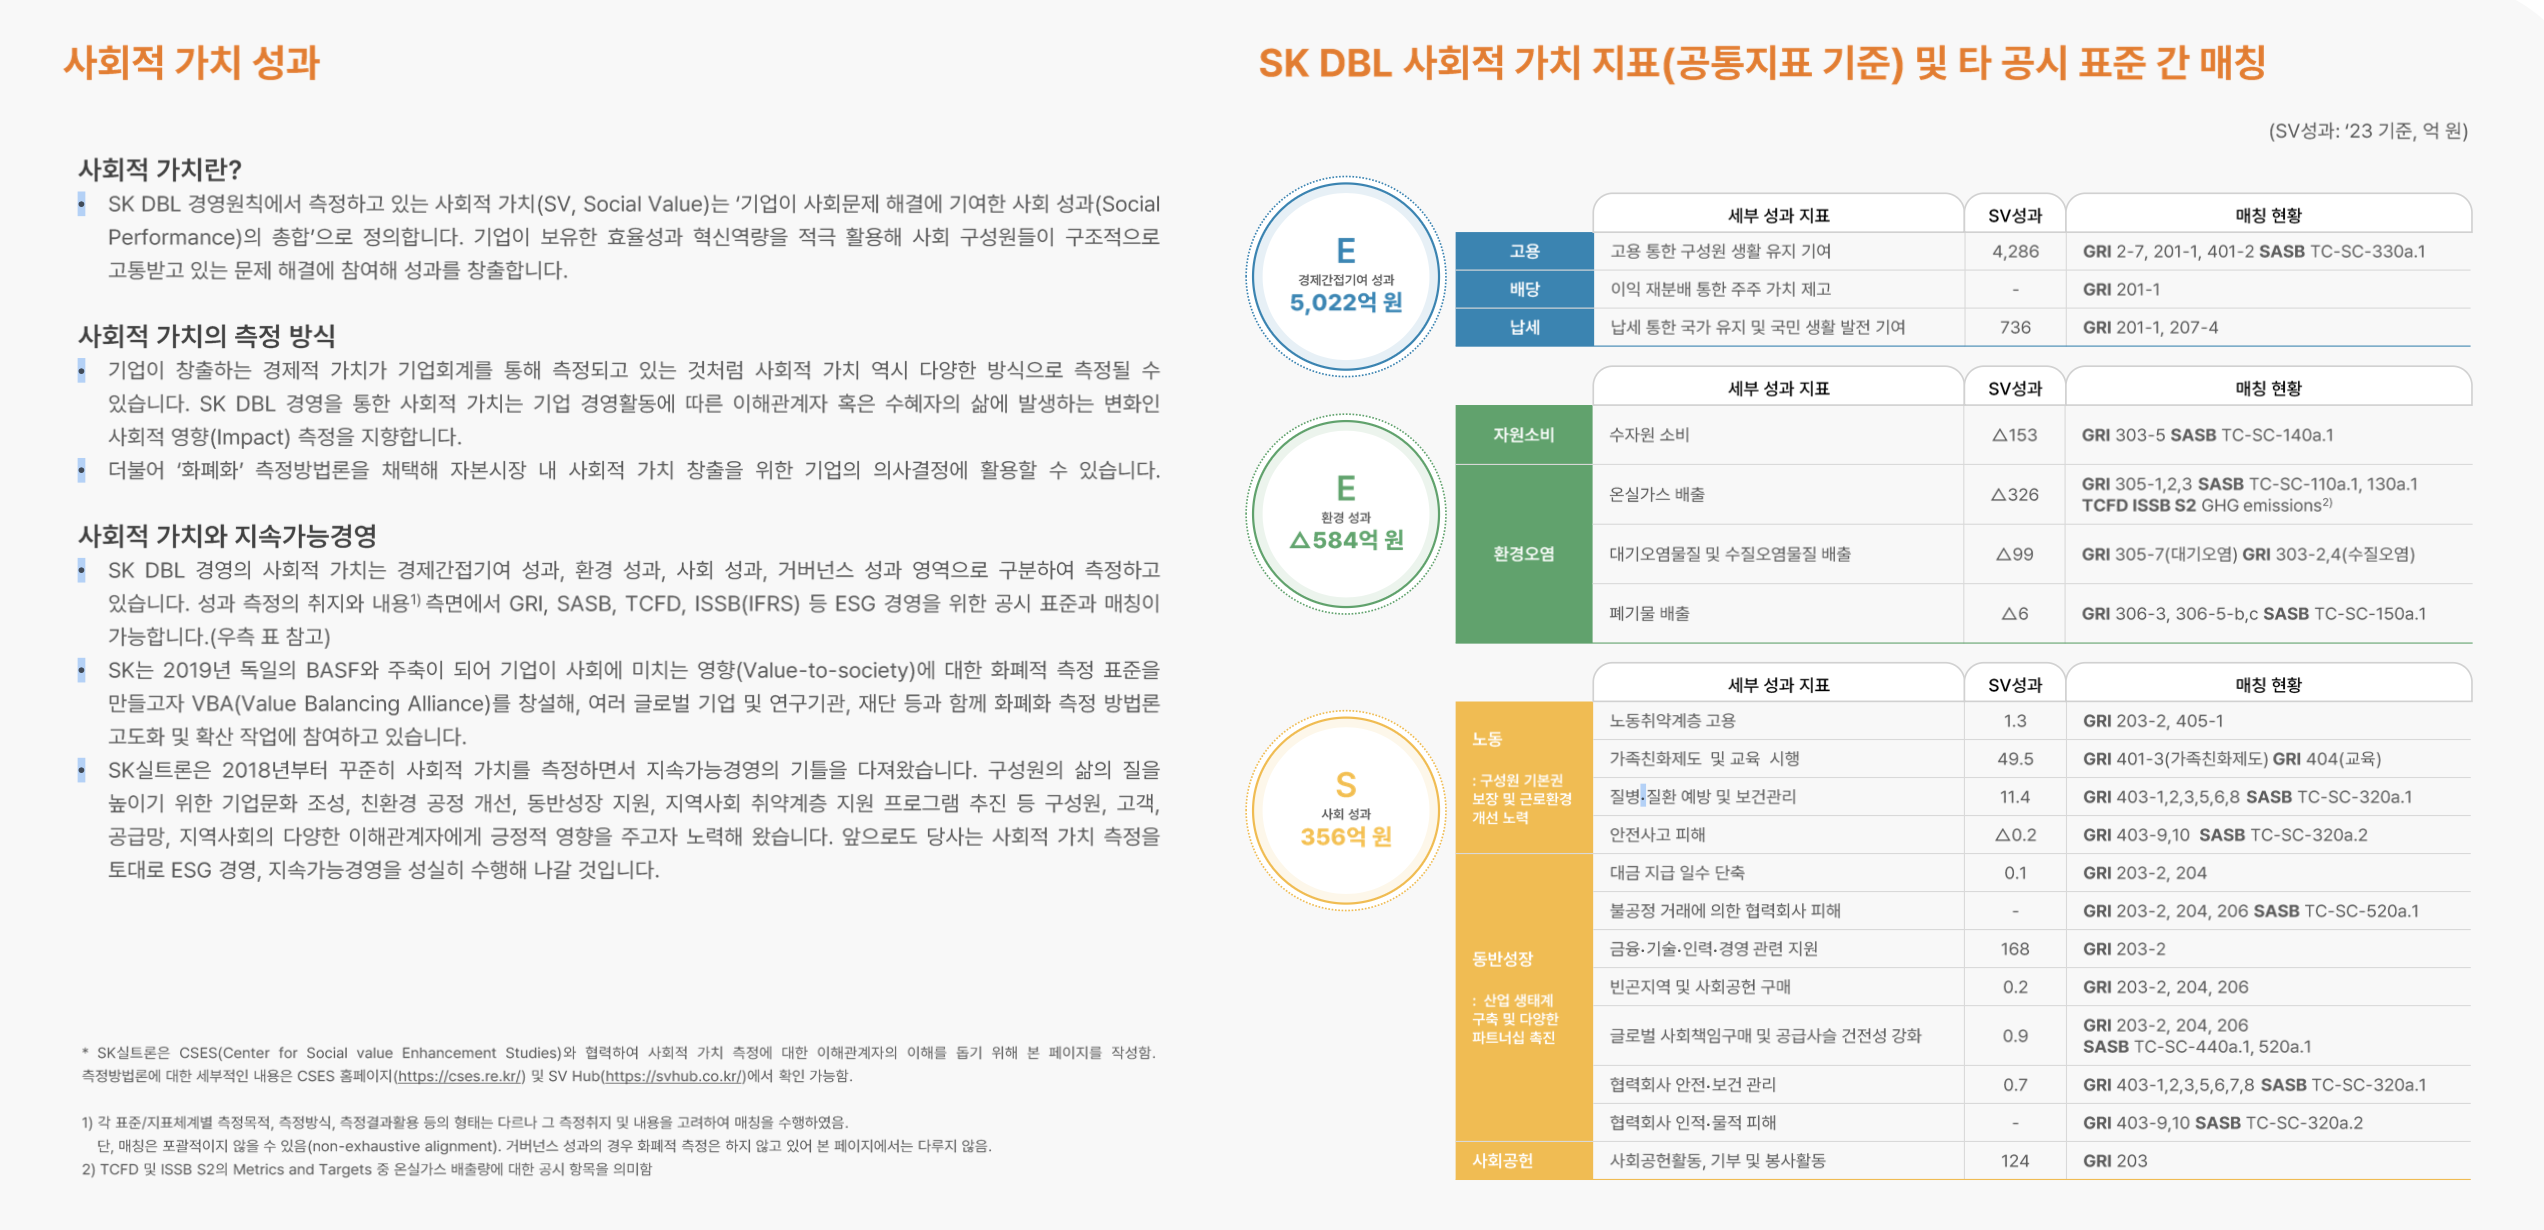 사회적 가치 성과
사회적 가치란?
• SK DBL 경영원칙에서 측정하고 있는 사회적 가치(SV, Social Value)는 ‘기업이 사회문제 해결에 기여한 사회 성과(Social
Performance)의 총합’으로 정의합니다. 기업이 보유한 효율성과 혁신역량을 적극 활용해 사회 구성원들이 구조적으로
고통받고 있는 문제 해결에 참여해 성과를 창출합니다.
사회적 가치의 측정 방식
• 기업이 창출하는 경제적 가치가 기업회계를 통해 측정되고 있는 것처럼 사회적 가치 역시 다양한 방식으로 측정될 수
있습니다. SK DBL 경영을 통한 사회적 가치는 기업 경영활동에 따른 이해관계자 혹은 수혜자의 삶에 발생하는 변화인
사회적 영향(Impact) 측정을 지향합니다.
• 더불어 ‘화폐화’ 측정방법론을 채택해 자본시장 내 사회적 가치 창출을 위한 기업의 의사결정에 활용할 수 있습니다.
사회적 가치와 지속가능경영
• SK DBL 경영의 사회적 가치는 경제간접기여 성과, 환경 성과, 사회 성과, 거버넌스 성과 영역으로 구분하여 측정하고
있습니다. 성과 측정의 취지와 내용1) 측면에서 GRI, SASB, TCFD, ISSB(IFRS) 등 ESG 경영을 위한 공시 표준과 매칭이
가능합니다.(우측 표 참고)
• SK는 2019년 독일의 BASF와 주축이 되어 기업이 사회에 미치는 영향(Value-to-society)에 대한 화폐적 측정 표준을
만들고자 VBA(Value Balancing Alliance)를 창설해, 여러 글로벌 기업 및 연구기관, 재단 등과 함께 화폐화 측정 방법론
고도화 및 확산 작업에 참여하고 있습니다.
• SK실트론은 2018년부터 꾸준히 사회적 가치를 측정하면서 지속가능경영의 기틀을 다져왔습니다. 구성원의 삶의 질을
높이기 위한 기업문화 조성, 친환경 공정 개선, 동반성장 지원, 지역사회 취약계층 지원 프로그램 추진 등 구성원, 고객,
공급망, 지역사회의 다양한 이해관계자에게 긍정적 영향을 주고자 노력해 왔습니다. 앞으로도 당사는 사회적 가치 측정을
토대로 ESG 경영, 지속가능경영을 성실히 수행해 나갈 것입니다.
* SK실트론은 CSES(Center for Social value Enhancement Studies)와 협력하여 사회적 가치 측정에 대한 이해관계자의 이해를 돕기 위해 본 페이지를 작성함.
측정방법론에 대한 세부적인 내용은 CSES 홈페이지(https://cses.re.kr/) 및 SV Hub(https://svhub.co.kr/)에서 확인 가능함.
1) 각 표준/지표체계별 측정목적, 측정방식, 측정결과활용 등의 형태는 다르나 그 측정취지 및 내용을 고려하여 매칭을 수행하였음.
단, 매칭은 포괄적이지 않을 수 있음(non-exhaustive alignment). 거버넌스 성과의 경우 화폐적 측정은 하지 않고 있어 본 페이지에서는 다루지 않음.
2) TCFD 및 ISSB S2의 Metrics and Targets 중 온실가스 배출량에 대한 공시 항목을 의미함
SK DBL 사회적 가치 지표(공통지표 기준) 및 타 공시 표준 간 매칭
(SV성과: ‘23 기준, 억 원)
E
경제간접기여 성과
5,022억 원
세부 성과 지표 SV성과 매칭 현황
고용 고용 통한 구성원 생활 유지 기여 4,286 GRI 2-7, 201-1, 401-2 SASB TC-SC-330a.1
배당 이익 재분배 통한 주주 가치 제고 - GRI 201-1
납세 납세 통한 국가 유지 및 국민 생활 발전 기여 736 GRI 201-1, 207-4
E
환경 성과
△584억 원
세부 성과 지표 SV성과 매칭 현황
자원소비 수자원 소비 △153 GRI 303-5 SASB TC-SC-140a.1
환경오염
온실가스 배출 △326 GRI 305-1,2,3 SASB TC-SC-110a.1, 130a.1
TCFD ISSB S2 GHG emissions2)
대기오염물질 및 수질오염물질 배출 △99 GRI 305-7(대기오염) GRI 303-2,4(수질오염)
폐기물 배출 △6 GRI 306-3, 306-5-b,c SASB TC-SC-150a.1
S
사회 성과
356억 원
세부 성과 지표 SV성과 매칭 현황
노동
: 구성원 기본권
보장 및 근로환경
개선 노력
노동취약계층 고용 1.3 GRI 203-2, 405-1
가족친화제도 및 교육 시행 49.5 GRI 401-3(가족친화제도) GRI 404(교육)
질병·질환 예방 및 보건관리 11.4 GRI 403-1,2,3,5,6,8 SASB TC-SC-320a.1
안전사고 피해 △0.2 GRI 403-9,10 SASB TC-SC-320a.2
동반성장
: 산업 생태계
구축 및 다양한
파트너십 촉진
대금 지급 일수 단축 0.1 GRI 203-2, 204
불공정 거래에 의한 협력회사 피해 - GRI 203-2, 204, 206 SASB TC-SC-520a.1
금융·기술·인력·경영 관련 지원 168 GRI 203-2
빈곤지역 및 사회공헌 구매 0.2 GRI 203-2, 204, 206
글로벌 사회책임구매 및 공급사슬 건전성 강화 0.9 GRI 203-2, 204, 206
SASB TC-SC-440a.1, 520a.1
협력회사 안전·보건 관리 0.7 GRI 403-1,2,3,5,6,7,8 SASB TC-SC-320a.1
협력회사 인적·물적 피해 - GRI 403-9,10 SASB TC-SC-320a.2
사회공헌 사회공헌활동, 기부 및 봉사활동 124 GRI 203